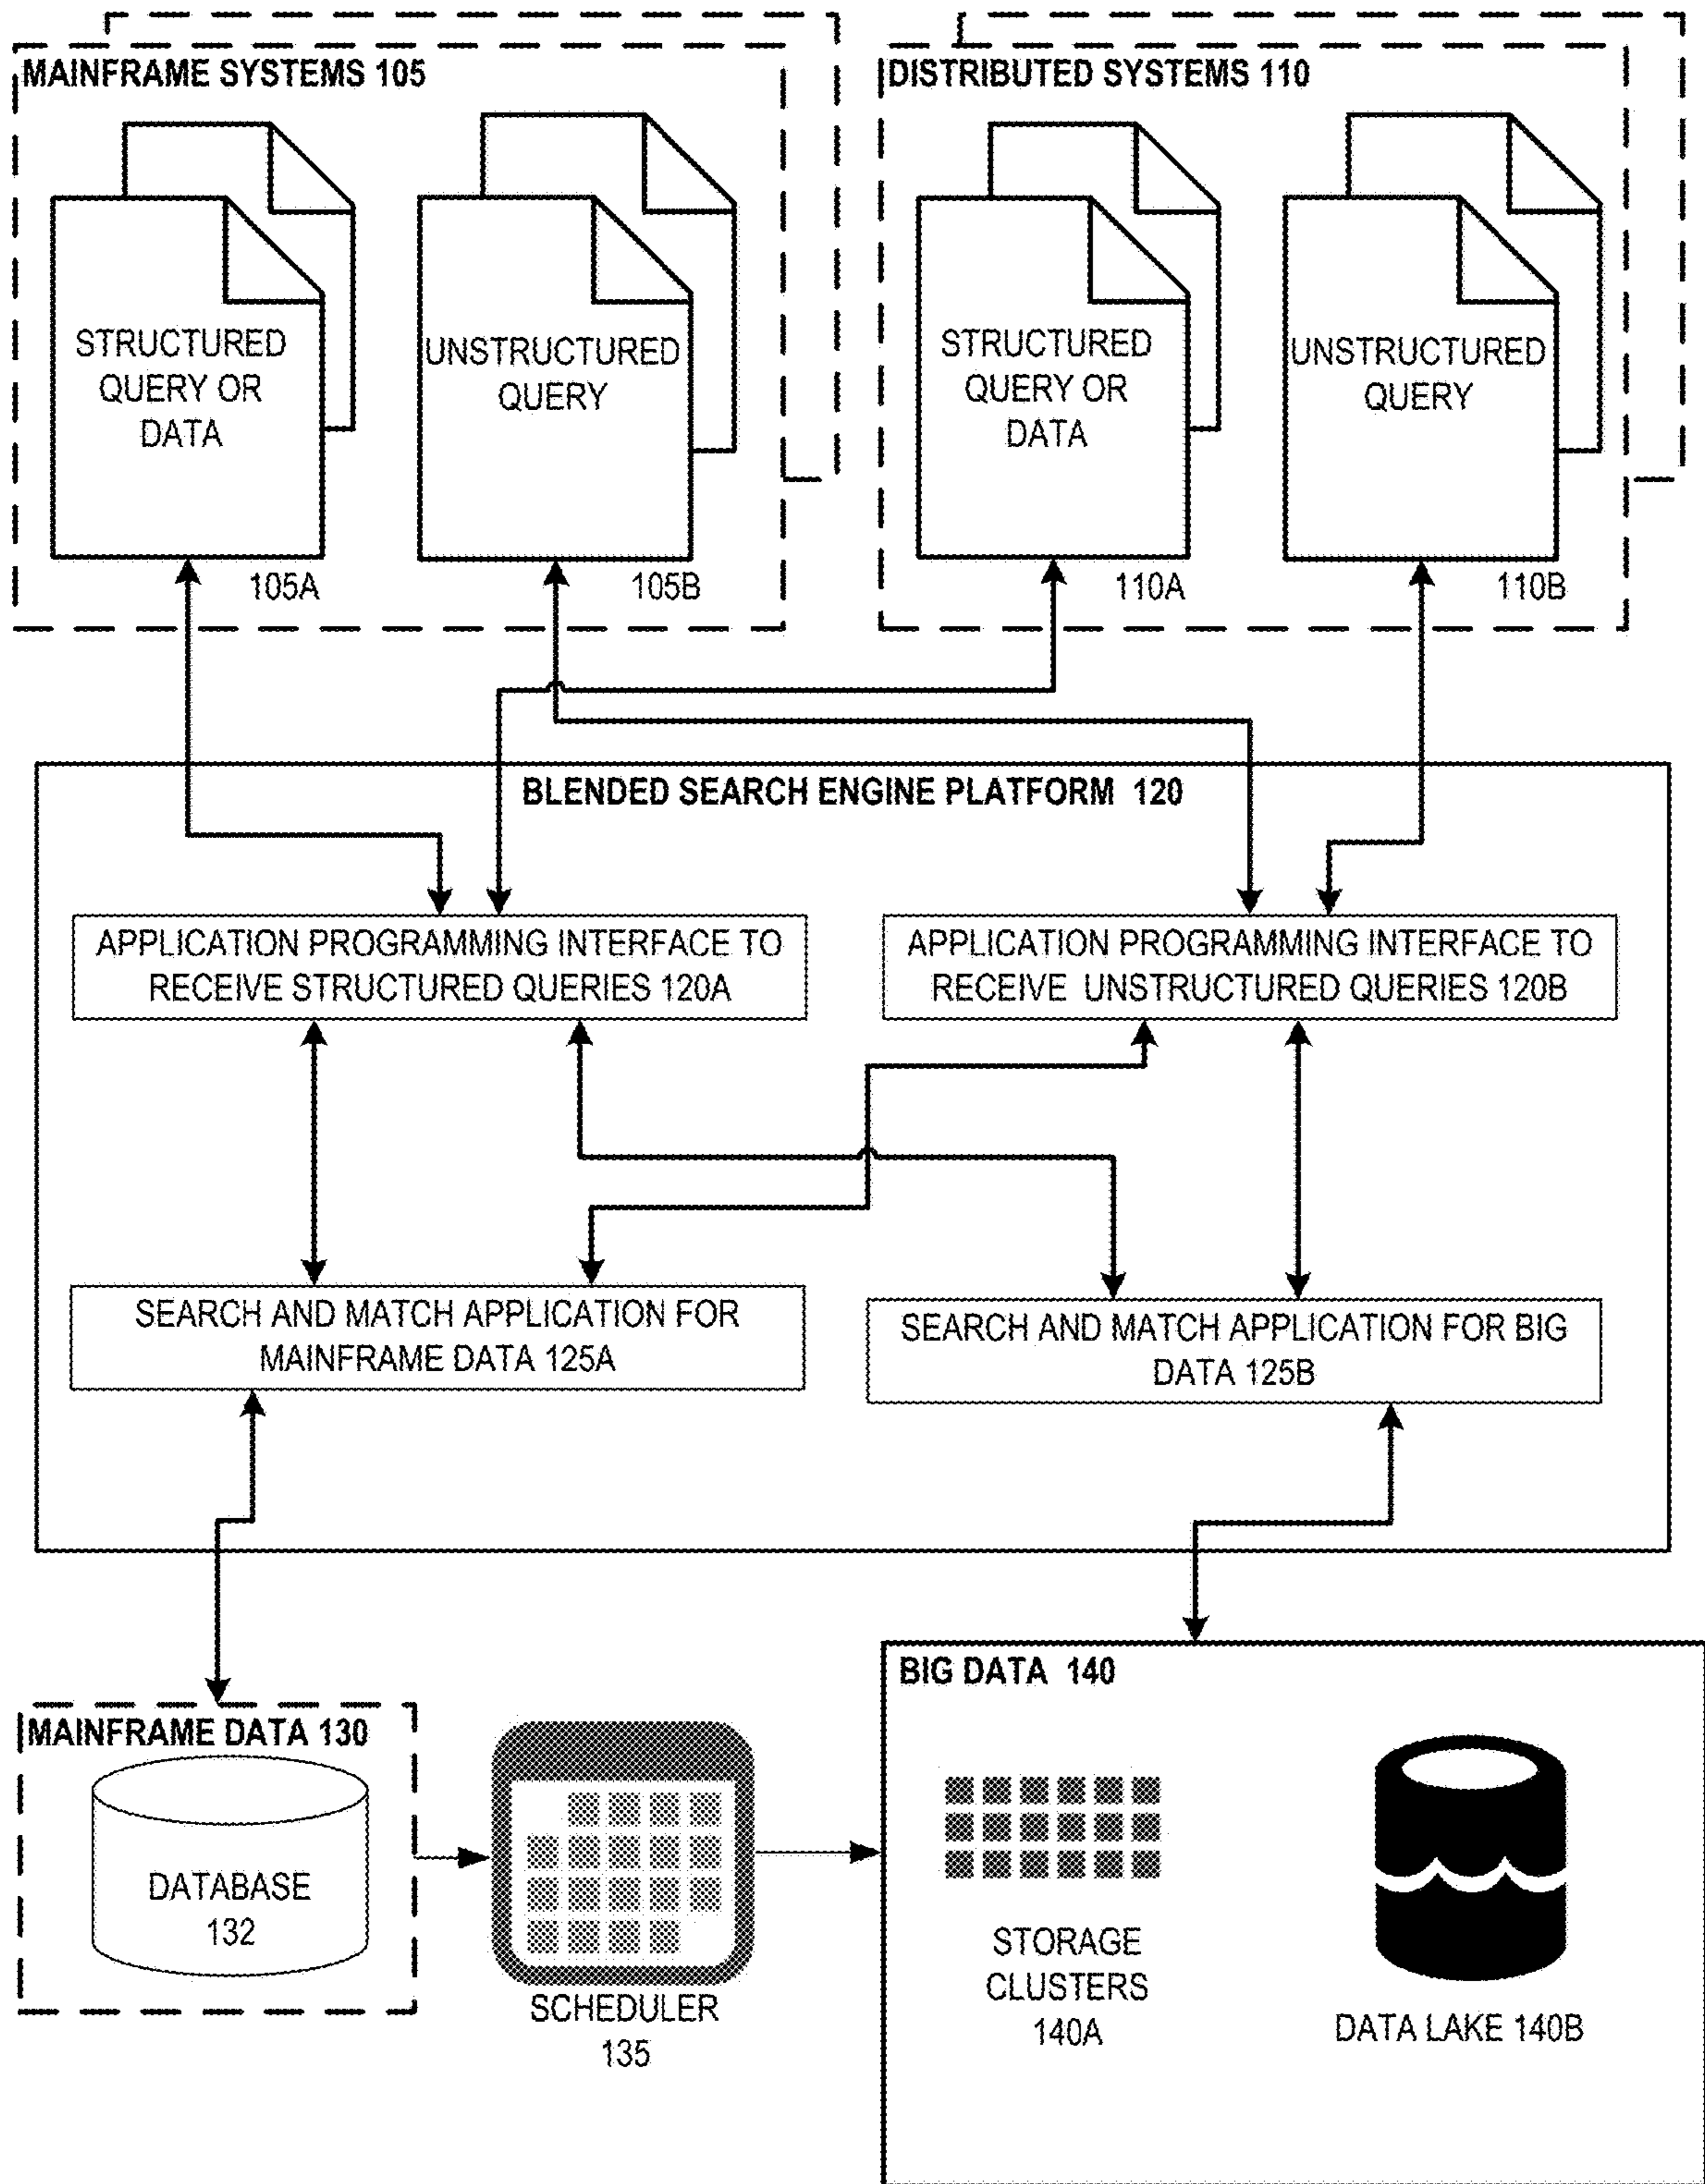 MAINFRAME SYSTEMS 105
STRUCTURED
QUERY OR
DATA
105A
UNSTRUCTURED
QUERY
105B
DISTRIBUTED SYSTEMS 110
STRUCTURED
QUERY OR
DATA
110A
UNSTRUCTURED
QUERY
110B
BLENDED SEARCH ENGINE PLATFORM 120
APPLICATION PROGRAMMING INTERFACE TO
RECEIVE STRUCTURED QUERIES 120A
APPLICATION PROGRAMMING INTERFACE TO
RECEIVE UNSTRUCTURED QUERIES 120B
SEARCH AND MATCH APPLICATION FOR
MAINFRAME DATA 125A
SEARCH AND MATCH APPLICATION FOR BIG
DATA 125B
MAINFRAME DATA 130
DATABASE
132
SCHEDULER
135
BIG DATA 140
STORAGE
CLUSTERS
140A
DATA LAKE 140B